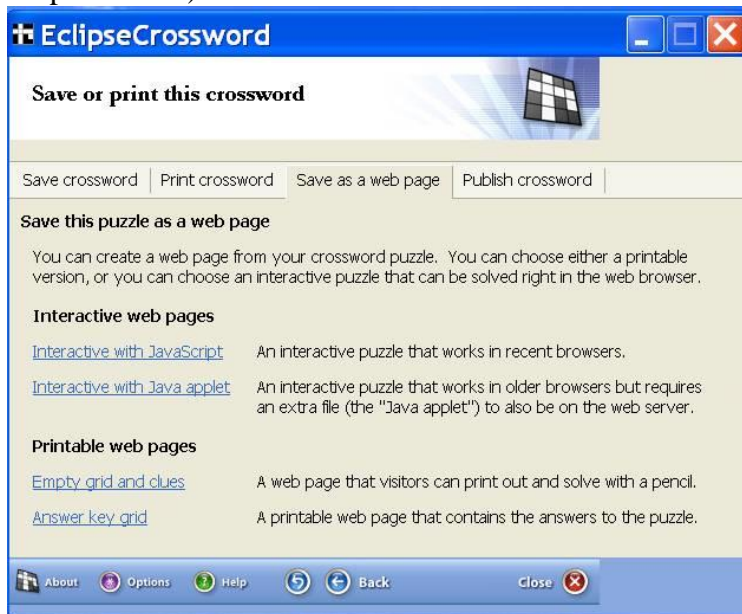 EclipseCrossword
Save or print this crossword
Save crossword Print crossword Save as a web page Publish crossword
Save this puzzle as a web page
You can create a web page from your crossword puzzle. You can choose either a printable
version, or you can choose an interactive puzzle that can be solved right in the web browser.
Interactive web pages
Interactive with JavaScript An interactive puzzle that works in recent browsers.
Interactive with Java applet An interactive puzzle that works in older browsers but requires
an extra file (the "Java applet") to also be on the web server.
Printable web pages
Empty grid and clues A web page that visitors can print out and solve with a pencil.
Answer key grid A printable web page that contains the answers to the puzzle.
About Options Help Back Close